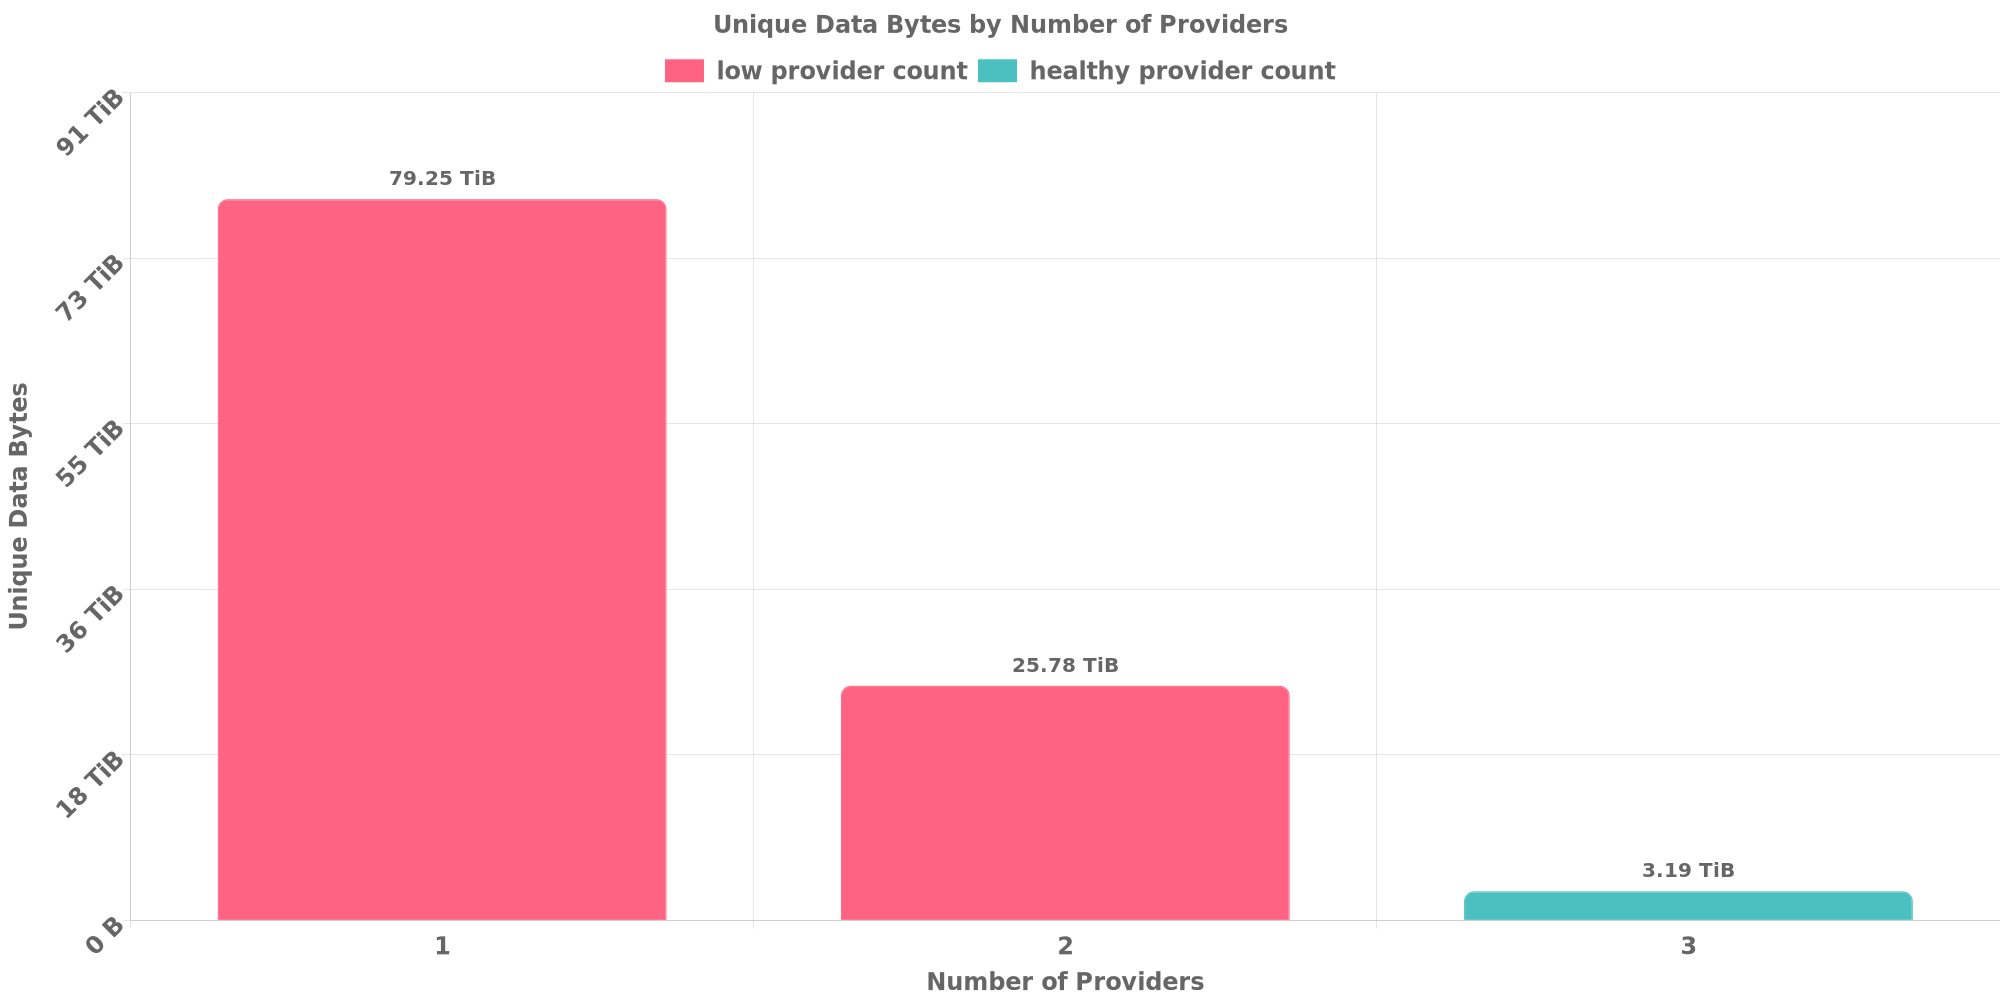 Unique Data Bytes by Number of Providers
low provider count healthy provider count
91 TiB
79.25 TiB
73 TiB
55 TiB
Unique Data Bytes
36 TiB
25.78 TiB
18 TiB
3.19 TiB
0 B
1 2 3
Number of Providers